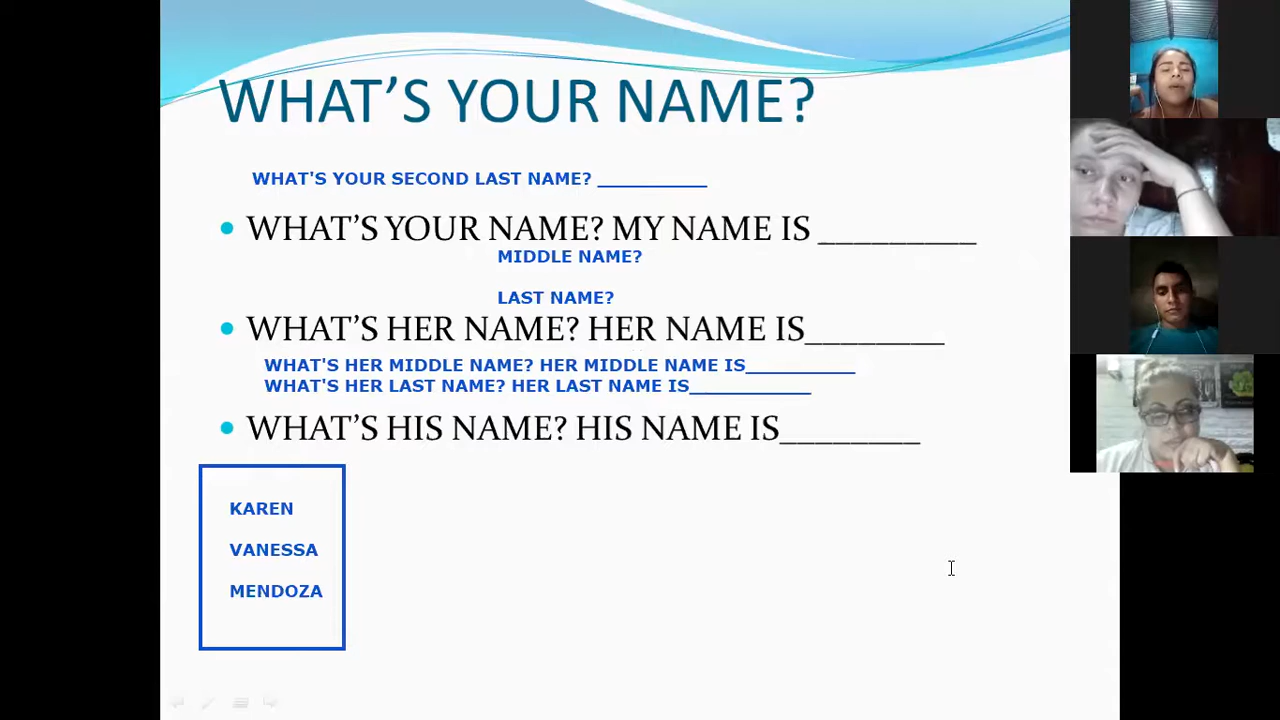 WHAT'S YOUR NAME?
WHAT'S YOUR SECOND LAST NAME? __________
WHAT'S YOUR NAME? MY NAME IS _________
MIDDLE NAME?
LAST NAME?
WHAT'S HER NAME? HER NAME IS________
WHAT'S HER MIDDLE NAME? HER MIDDLE NAME IS__________
WHAT'S HER LAST NAME? HER LAST NAME IS___________
WHAT'S HIS NAME? HIS NAME IS________
KAREN
VANESSA
MENDOZA